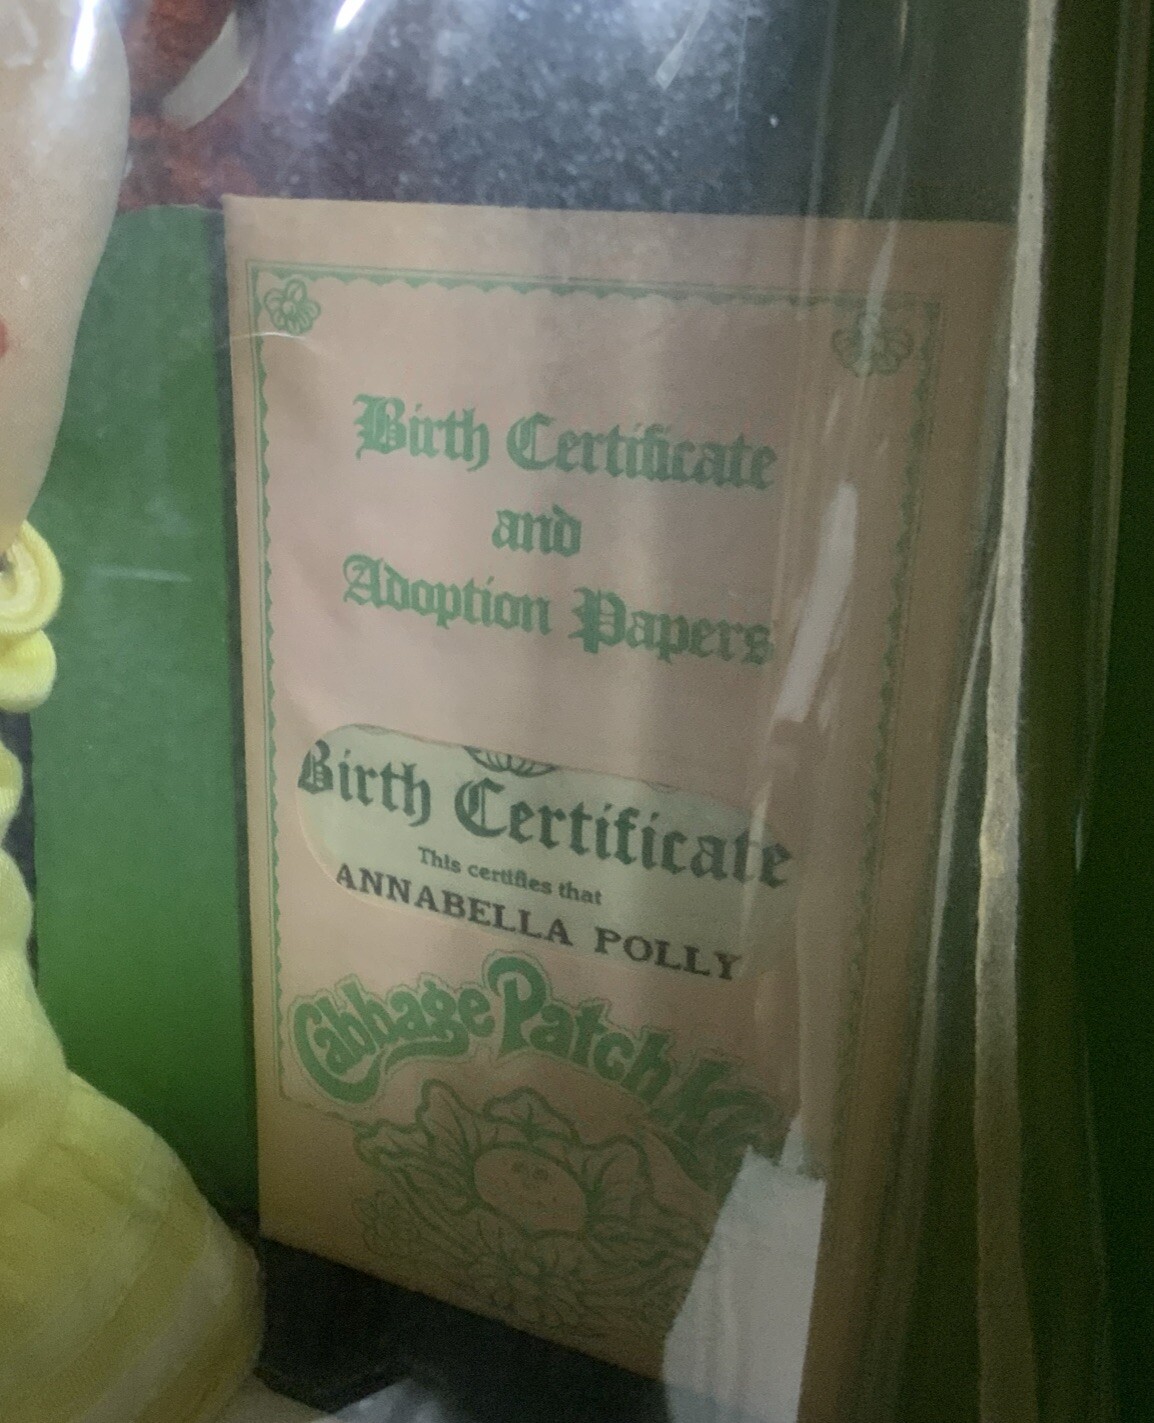 Birth Certificate
and
Adoption Papers
Birth Certificate
This certifies that
ANNABELLA POLLY
Cabbage Patch